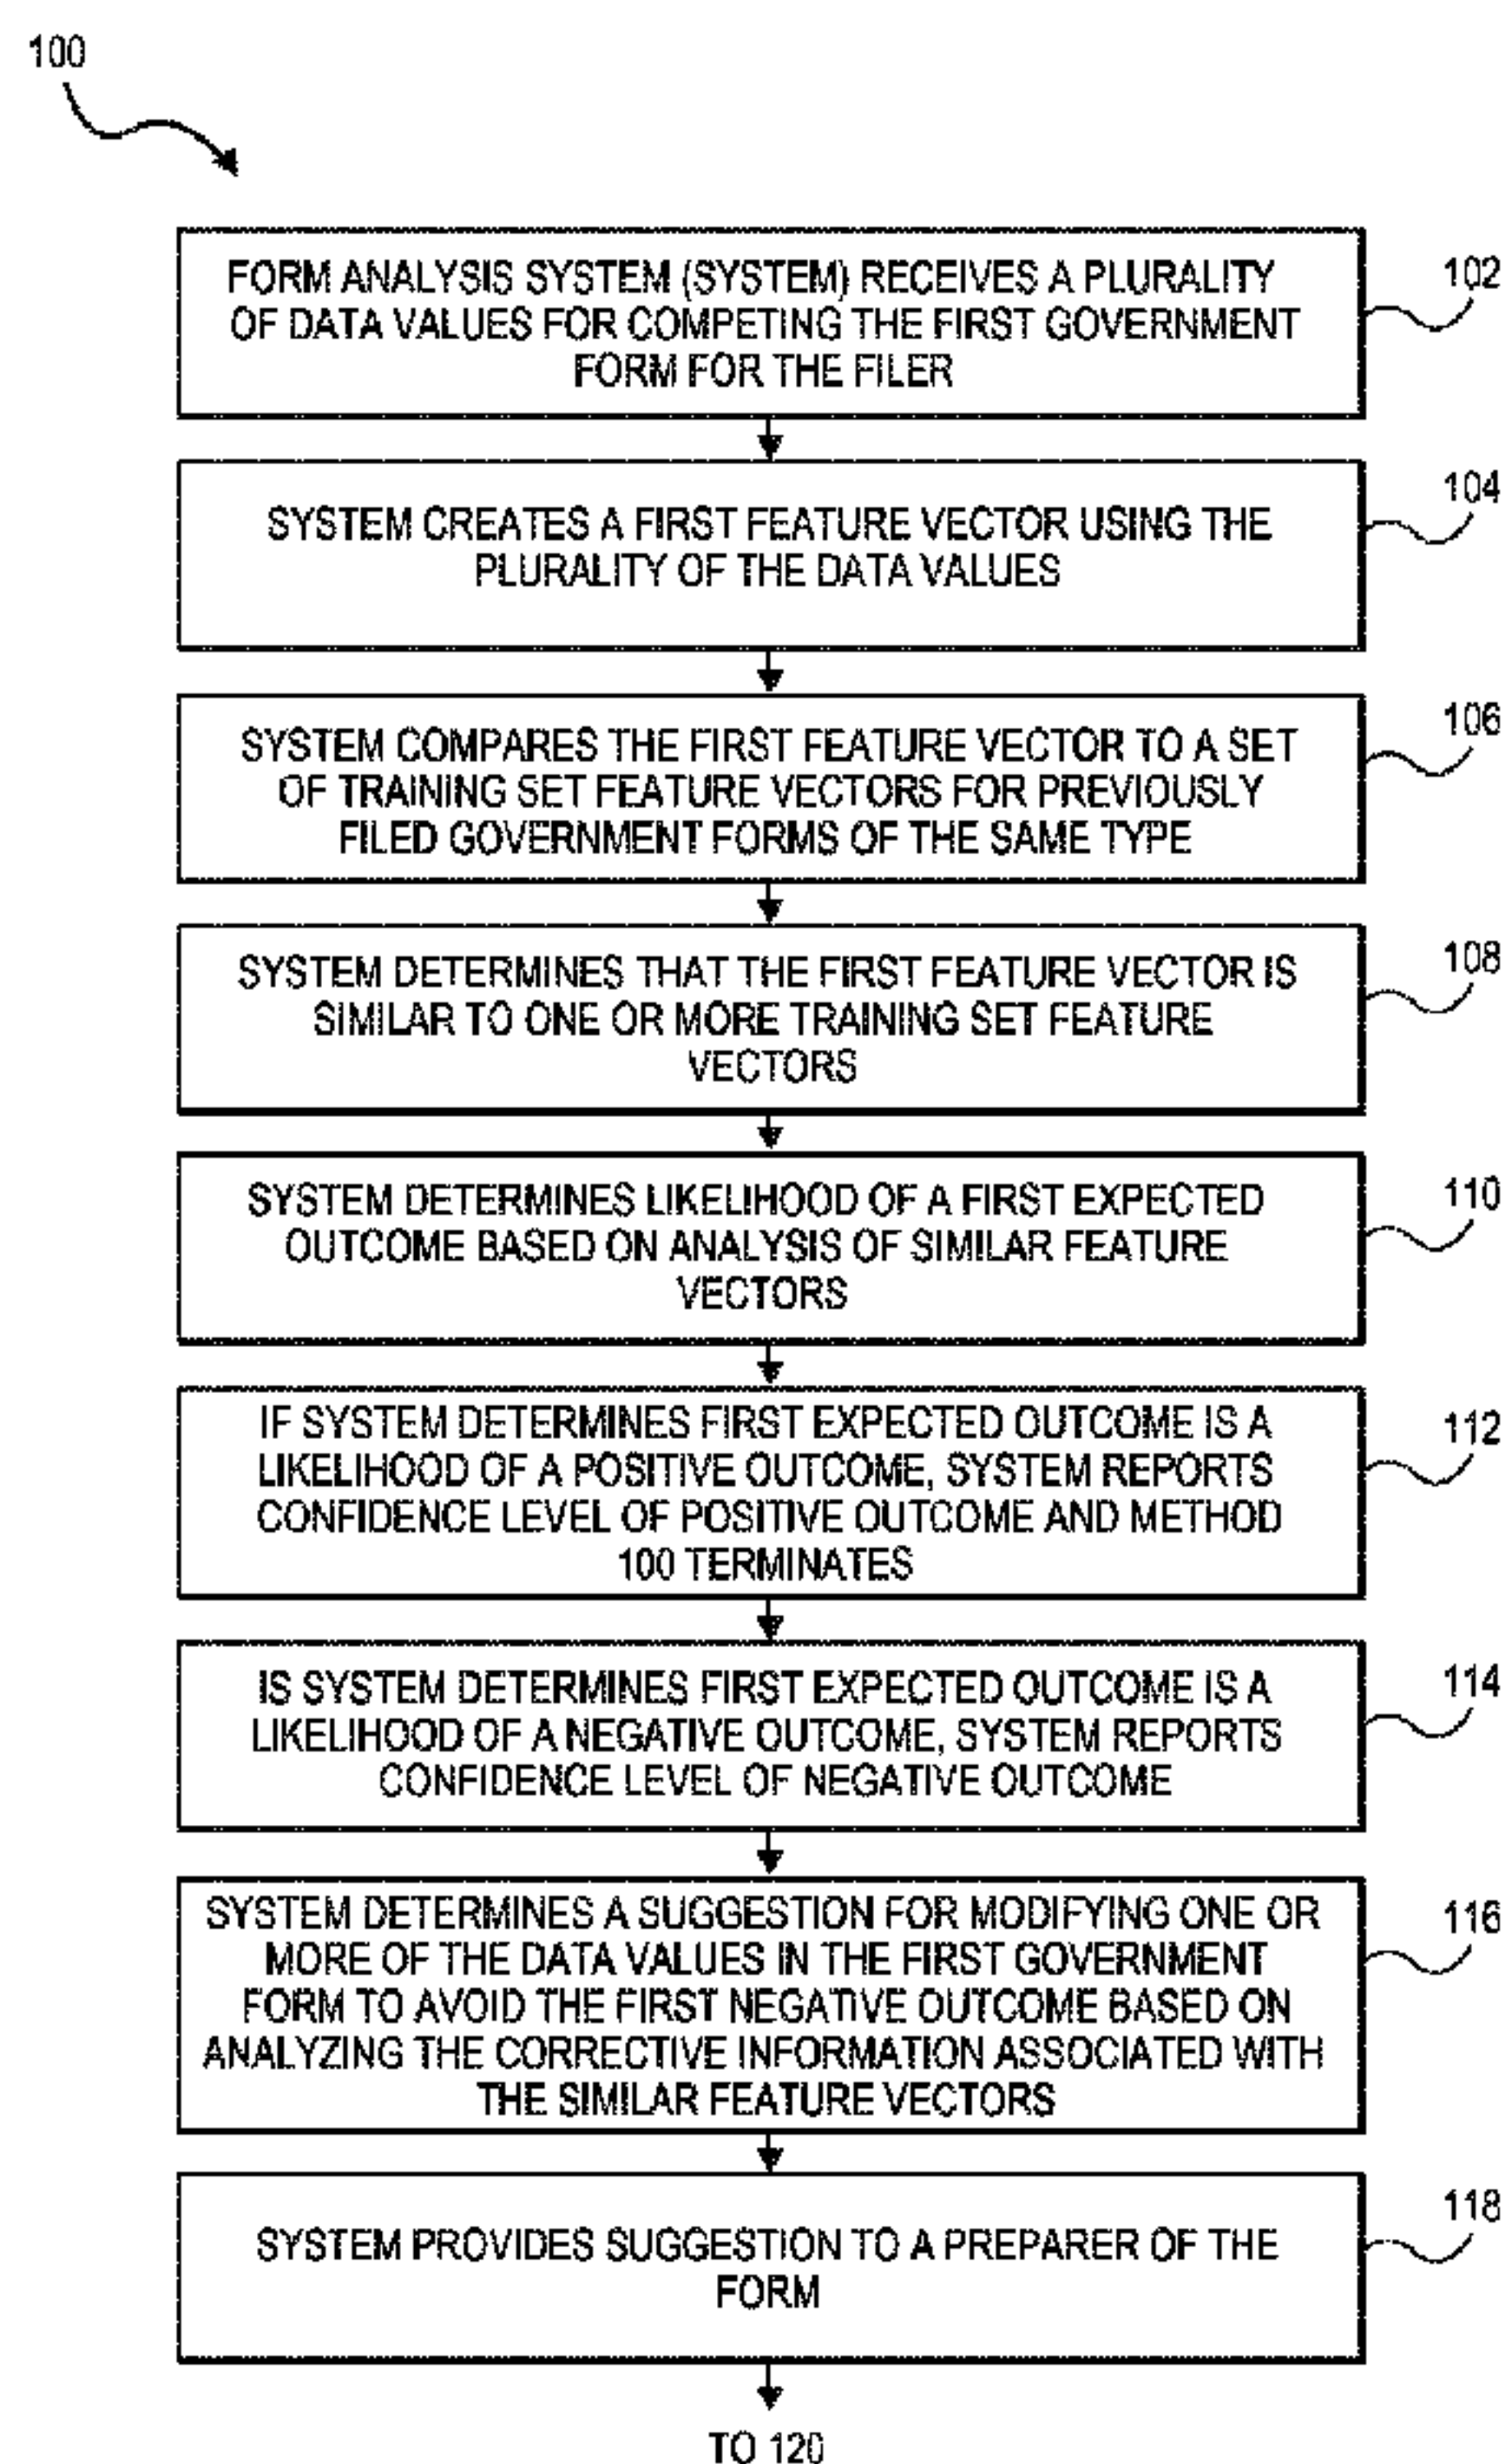 100
FORM ANALYSIS SYSTEM (SYSTEM) RECEIVES A PLURALITY
OF DATA VALUES FOR COMPETING THE FIRST GOVERNMENT
FORM FOR THE FILER
102
SYSTEM CREATES A FIRST FEATURE VECTOR USING THE
PLURALITY OF THE DATA VALUES
104
SYSTEM COMPARES THE FIRST FEATURE VECTOR TO A SET
OF TRAINING SET FEATURE VECTORS FOR PREVIOUSLY
FILED GOVERNMENT FORMS OF THE SAME TYPE
106
SYSTEM DETERMINES THAT THE FIRST FEATURE VECTOR IS
SIMILAR TO ONE OR MORE TRAINING SET FEATURE
VECTORS
108
SYSTEM DETERMINES LIKELIHOOD OF A FIRST EXPECTED
OUTCOME BASED ON ANALYSIS OF SIMILAR FEATURE
VECTORS
110
IF SYSTEM DETERMINES FIRST EXPECTED OUTCOME IS A
LIKELIHOOD OF A POSITIVE OUTCOME, SYSTEM REPORTS
CONFIDENCE LEVEL OF POSITIVE OUTCOME AND METHOD
100 TERMINATES
112
IS SYSTEM DETERMINES FIRST EXPECTED OUTCOME IS A
LIKELIHOOD OF A NEGATIVE OUTCOME, SYSTEM REPORTS
CONFIDENCE LEVEL OF NEGATIVE OUTCOME
114
SYSTEM DETERMINES A SUGGESTION FOR MODIFYING ONE OR
MORE OF THE DATA VALUES IN THE FIRST GOVERNMENT
FORM TO AVOID THE FIRST NEGATIVE OUTCOME BASED ON
ANALYZING THE CORRECTIVE INFORMATION ASSOCIATED WITH
THE SIMILAR FEATURE VECTORS
116
SYSTEM PROVIDES SUGGESTION TO A PREPARER OF THE
FORM
118
TO 120